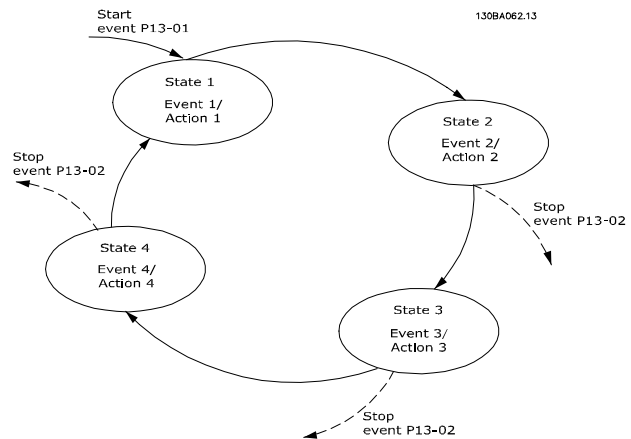 Start
event P13-01
130BA062.13
State 1
Event 1/
Action 1
State 2
Event 2/
Action 2
Stop
event P13-02
Stop
event P13-02
State 4
Event 4/
Action 4
State 3
Event 3/
Action 3
Stop
event P13-02